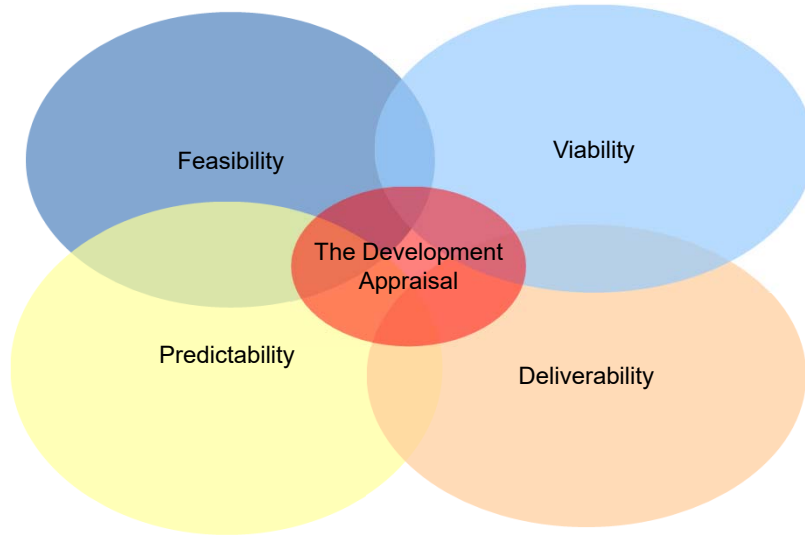 Feasibility
Viability
The Development
Appraisal
Predictability
Deliverability